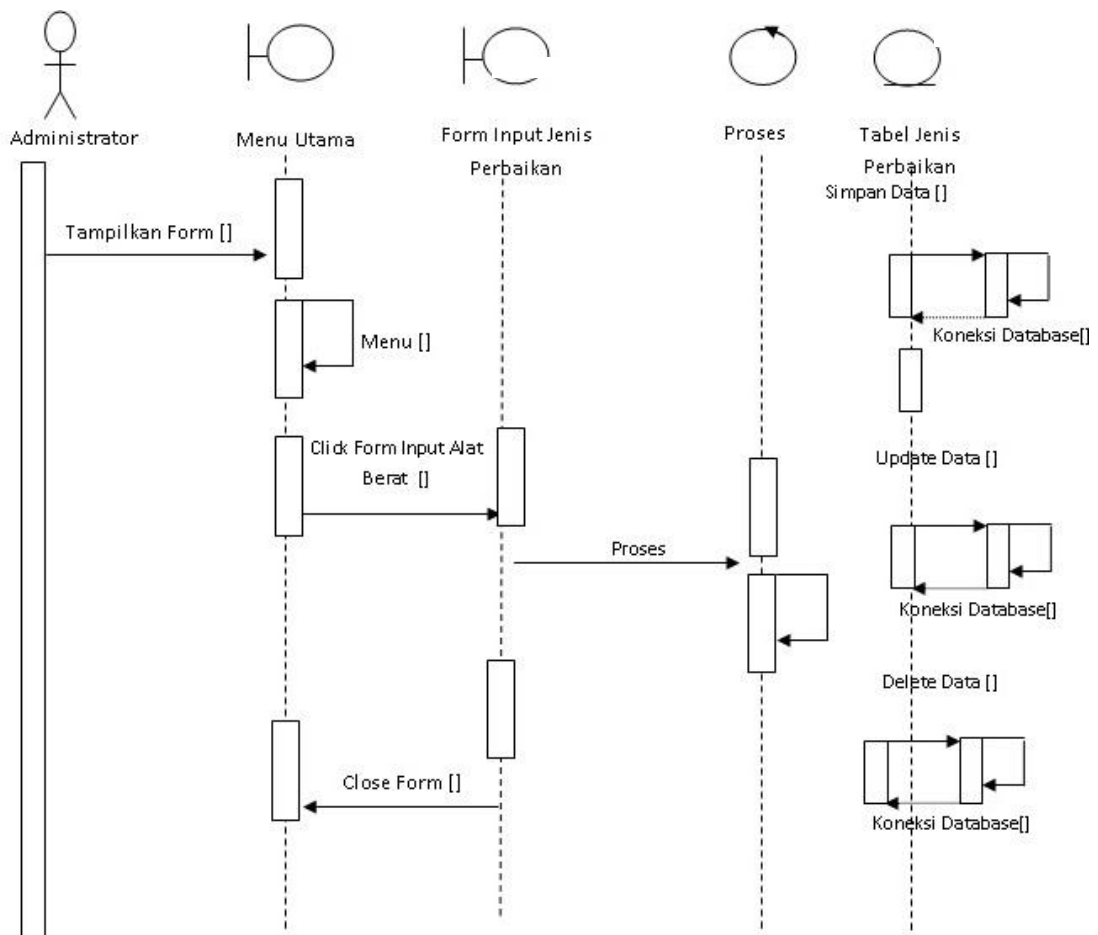 Administrator
Menu Utama
Form Input Jenis
Perbaikan
Proses
Tabel Jenis
Perbaikan
Simpan Data []
Tampilkan Form []
Koneksi Database[]
Menu []
Click Form Input Alat
Berat []
Update Data []
Proses
Koneksi Database[]
Delete Data []
Close Form []
Koneksi Database[]